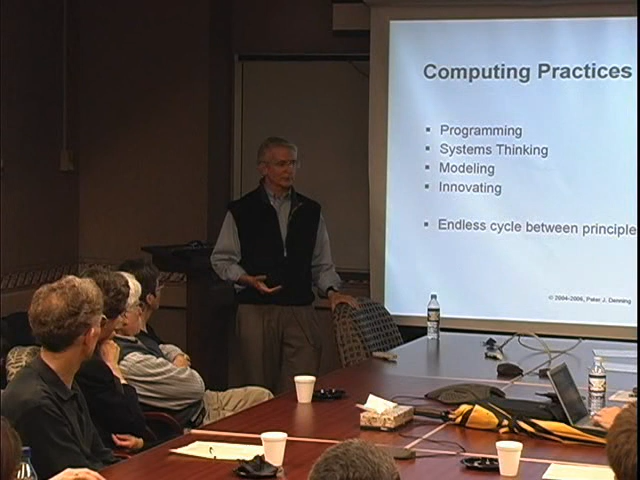 Computing Practices
▪ Programming
▪ Systems Thinking
▪ Modeling
▪ Innovating
▪ Endless cycle between principle
© 2004-2006, Peter J. Denning